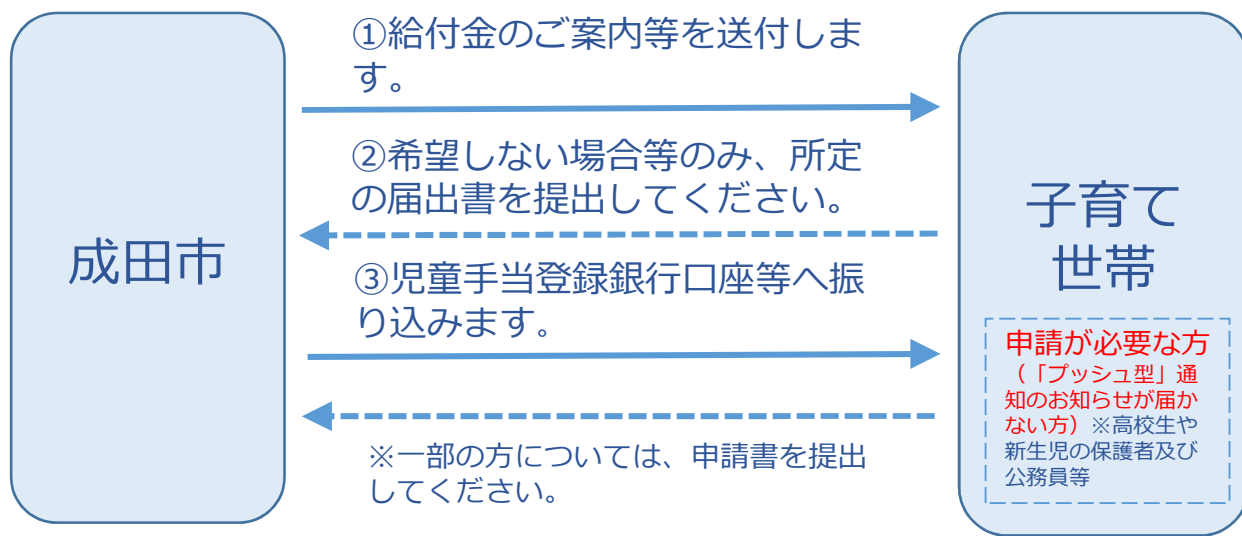 成田市
①給付金のご案内等を送付しま
す。
②希望しない場合等のみ、所定
の届出書を提出してください。
③児童手当登録銀行口座等へ振
り込みます。
※一部の方については、申請書を提出
してください。
子育て
世帯
申請が必要な方
（「プッシュ型」通
知のお知らせが届か
ない方）※高校生や
新生児の保護者及び
公務員等